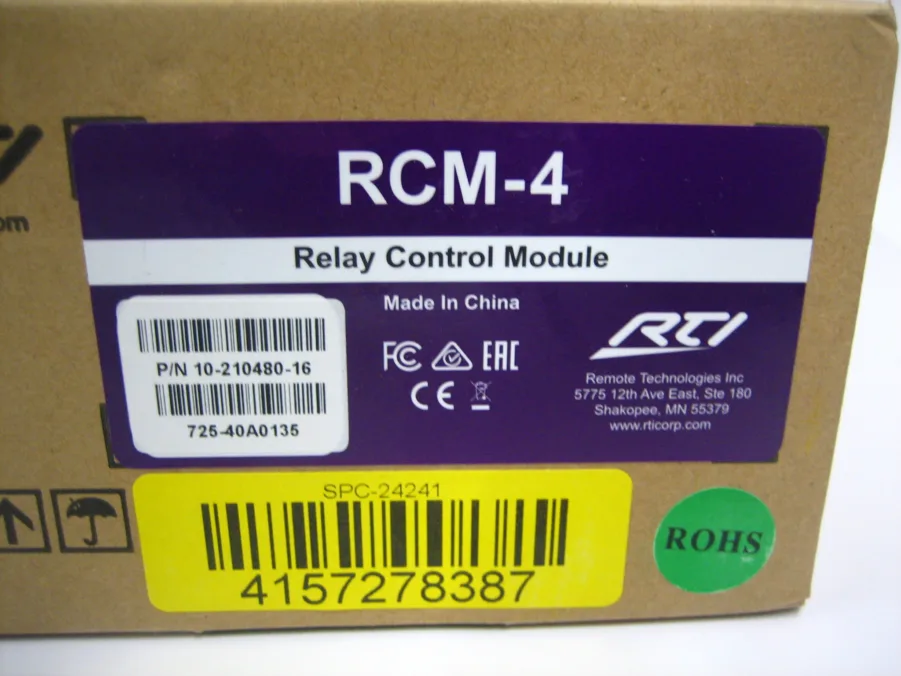 RCM-4
Relay Control Module
Made In China
P/N 10-210480-16
725-40A0135
FC
EAC
CE
RTI
Remote Technologies Inc
5775 12th Ave East, Ste 180
Shakopee, MN 55379
www.rticorp.com
SPC-24241
4157278387
ROHS